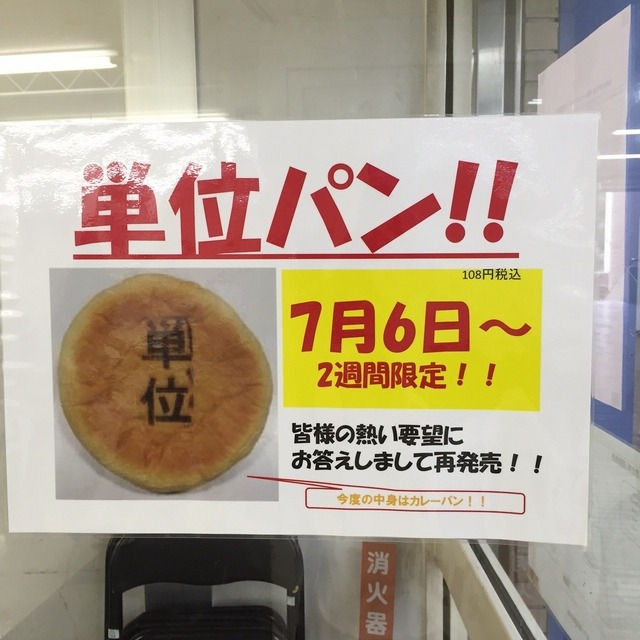 単位パン!!
108円税込
単位
7月6日～
2週間限定！！
皆様の熱い要望に
お答えしまして再発売！！
今度の中身はカレーパン！！
消火器